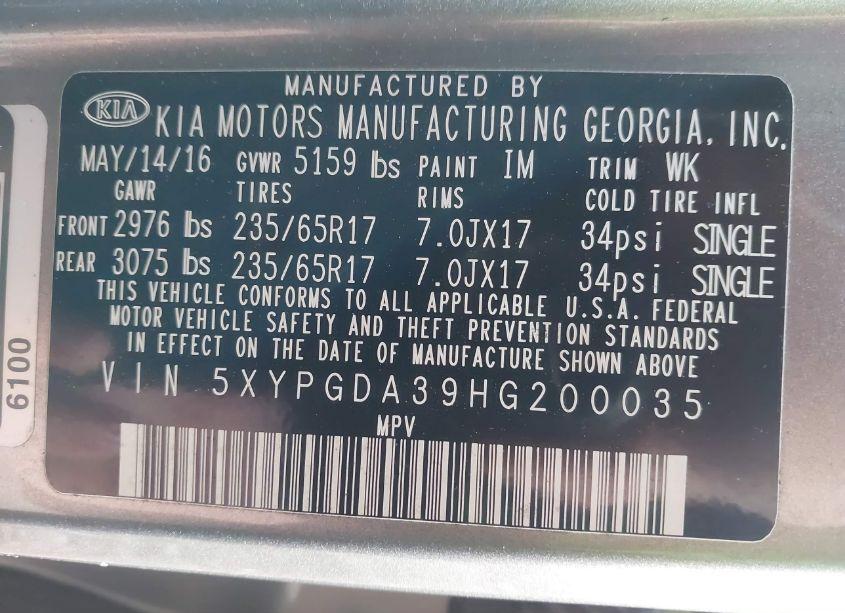 MANUFACTURED BY
KIA KIA MOTORS MANUFACTURING GEORGIA, INC.
MAY/14/16 GVWR 5159 lbs PAINT IM TRIM WK
GAWR TIRES RIMS COLD TIRE INFL
FRONT 2976 lbs 235/65R17 7.0JX17 34psi SINGLE
REAR 3075 lbs 235/65R17 7.0JX17 34psi SINGLE
THIS VEHICLE CONFORMS TO ALL APPLICABLE U.S.A. FEDERAL
MOTOR VEHICLE SAFETY AND THEFT PREVENTION STANDARDS
IN EFFECT ON THE DATE OF MANUFACTURE SHOWN ABOVE
VIN 5XYPGDA39HG200035
MPV
6100